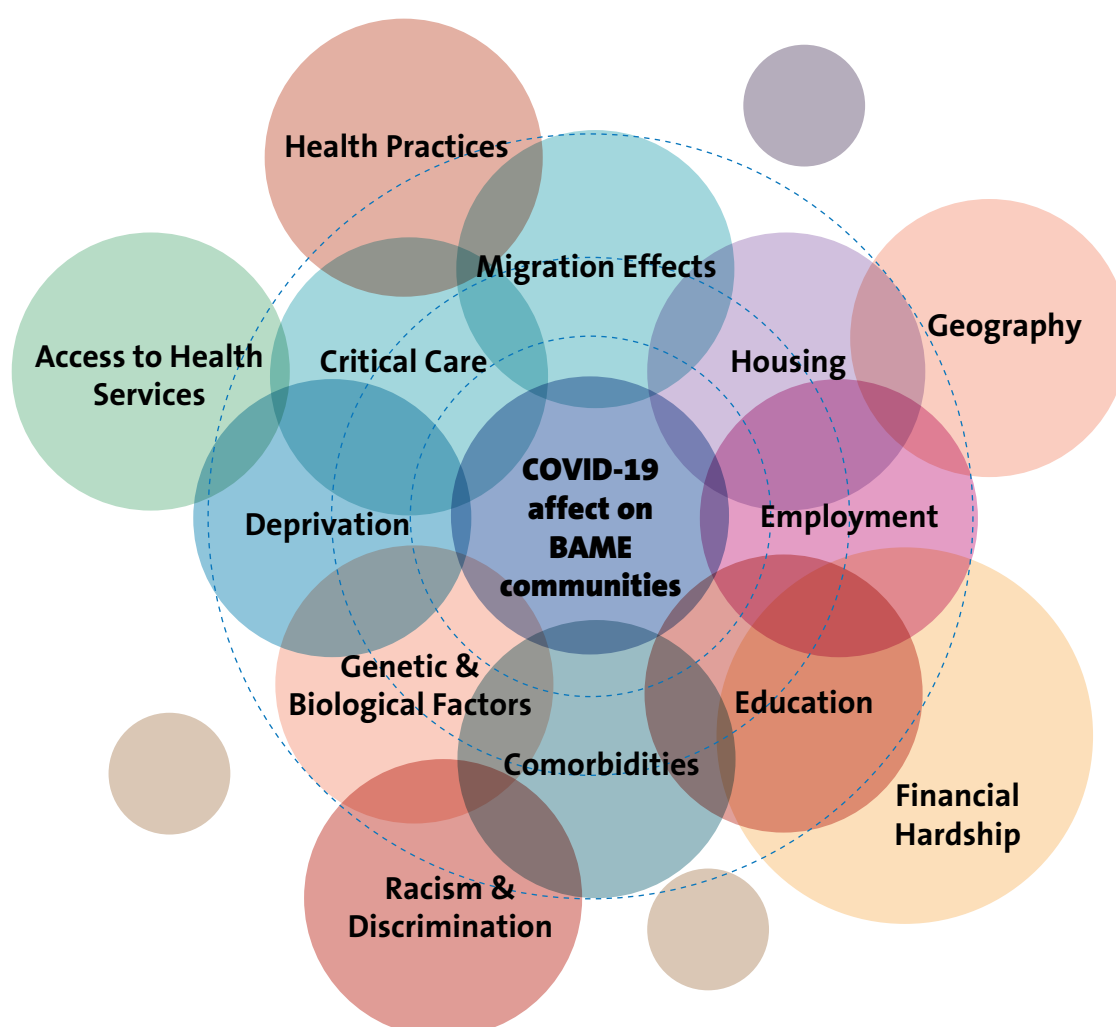 Health Practices
Migration Effects
Geography
Access to Health
Services
Critical Care
Housing
COVID-19
affect on
BAME
communities
Deprivation
Employment
Genetic &
Biological Factors
Education
Comorbidities
Financial
Hardship
Racism &
Discrimination